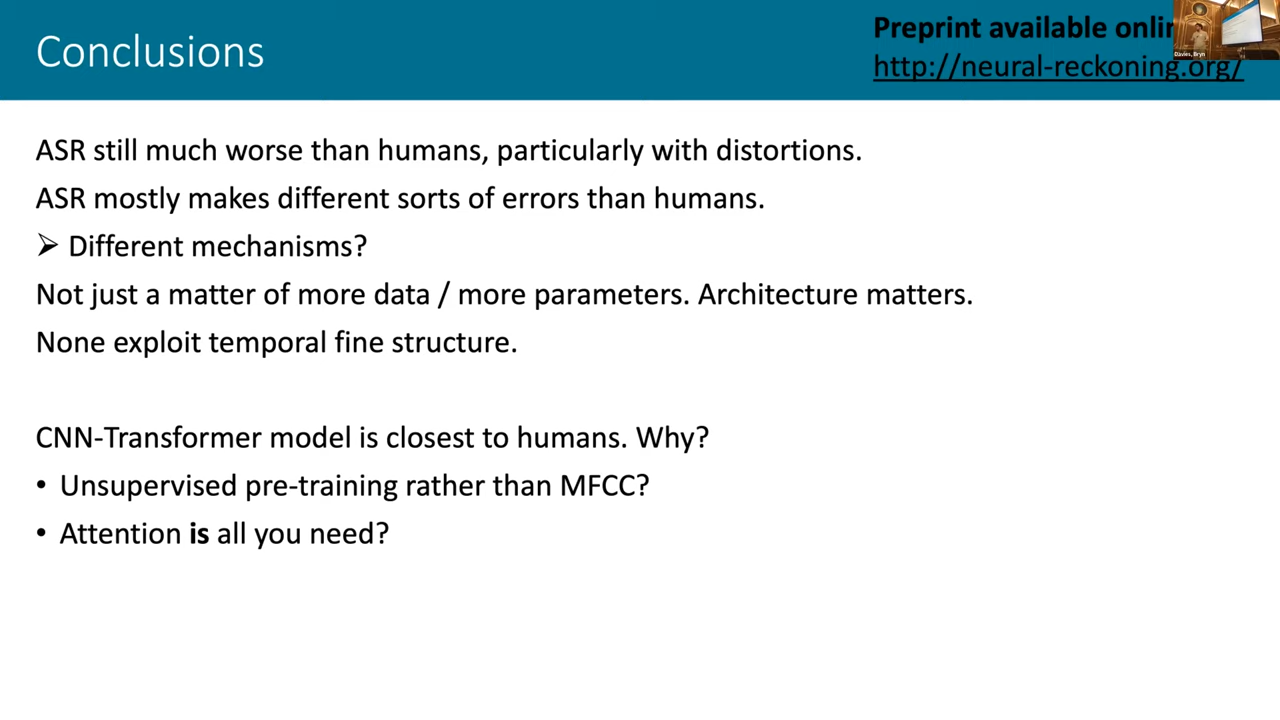 Conclusions
Preprint available onlin
http://neural-reckoning.org/
Davies, Bryn
ASR still much worse than humans, particularly with distortions.
ASR mostly makes different sorts of errors than humans.
➢ Different mechanisms?
Not just a matter of more data / more parameters. Architecture matters.
None exploit temporal fine structure.
CNN-Transformer model is closest to humans. Why?
• Unsupervised pre-training rather than MFCC?
• Attention is all you need?